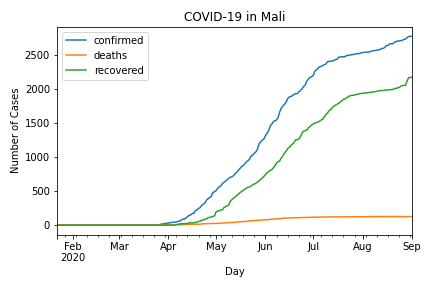 COVID-19 in Mali
confirmed
deaths
recovered
Number of Cases
2500
2000
1500
1000
500
0
Feb Mar Apr May Jun Jul Aug Sep
2020
Day